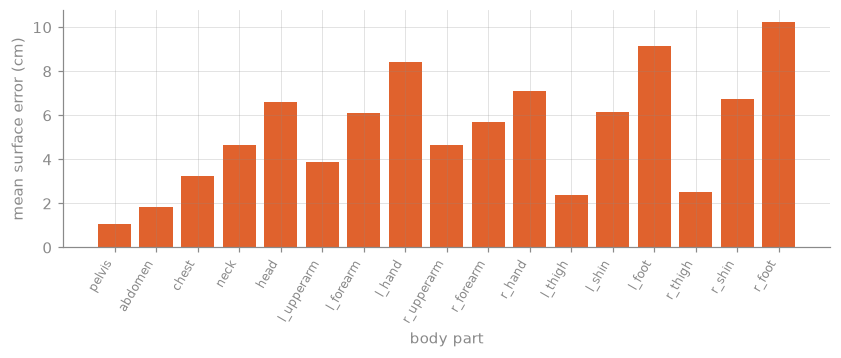 mean surface error (cm)
10
8
6
4
2
0
pelvis
abdomen
chest
neck
head
l_upperarm
l_forearm
l_hand
r_upperarm
r_forearm
r_hand
l_thigh
l_shin
l_foot
r_thigh
r_shin
r_foot
body part